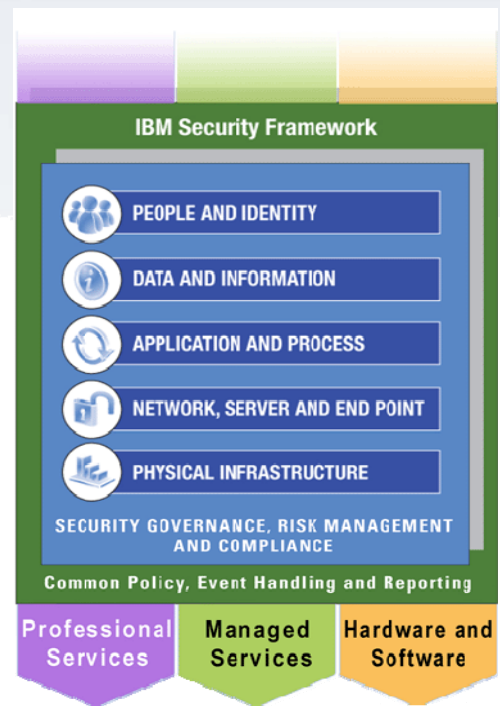 IBM Security Framework
PEOPLE AND IDENTITY
DATA AND INFORMATION
APPLICATION AND PROCESS
NETWORK, SERVER AND END POINT
PHYSICAL INFRASTRUCTURE
SECURITY GOVERNANCE, RISK MANAGEMENT
AND COMPLIANCE
Common Policy, Event Handling and Reporting
Professional
Services
Managed
Services
Hardware and
Software